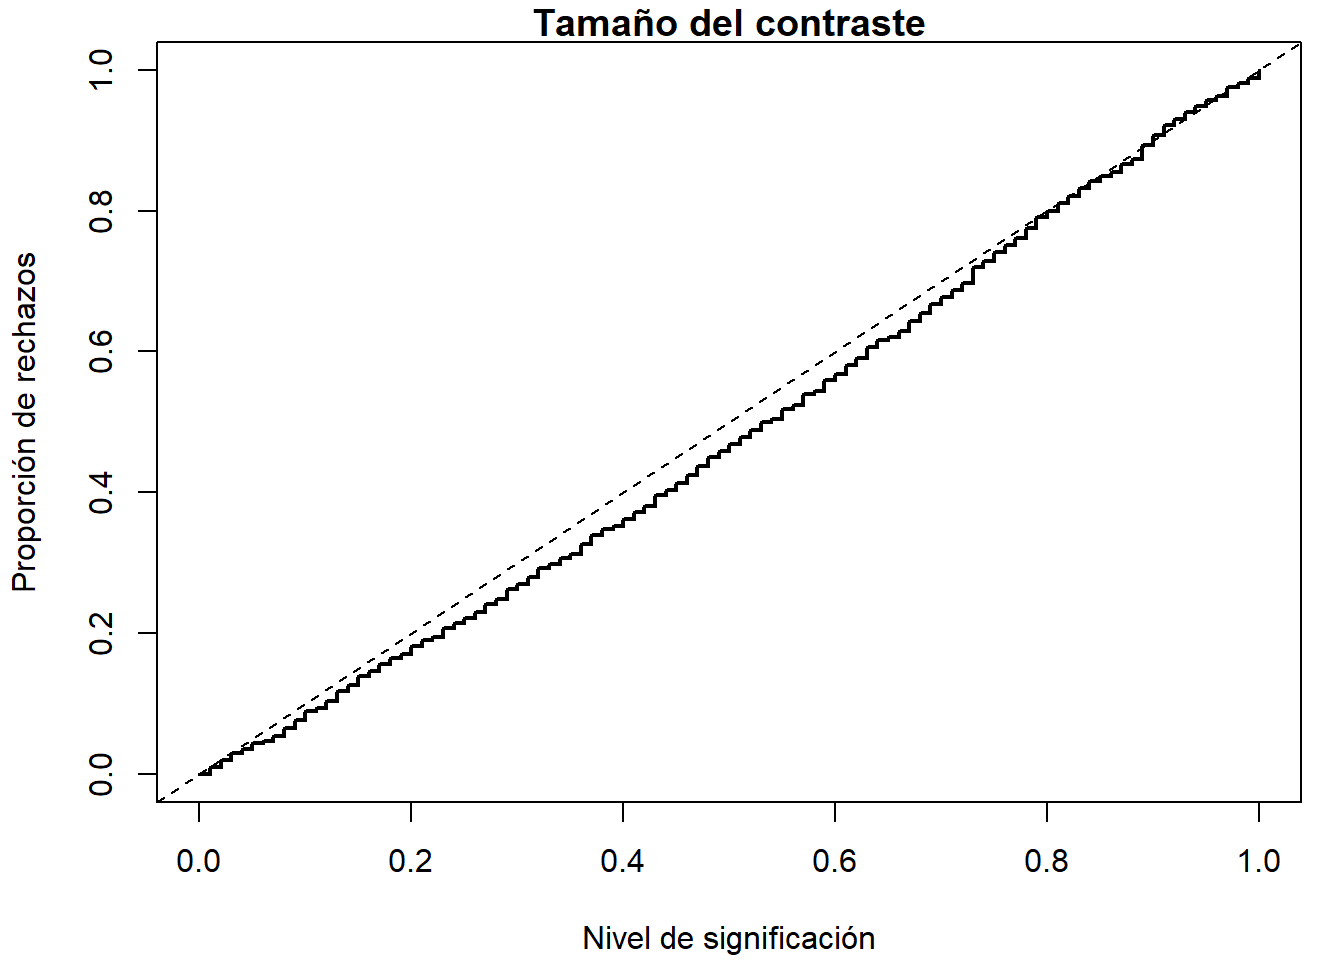 Tamaño del contraste
Proporción de rechazos
1.0
0.8
0.6
0.4
0.2
0.0
0.0 0.2 0.4 0.6 0.8 1.0
Nivel de significación